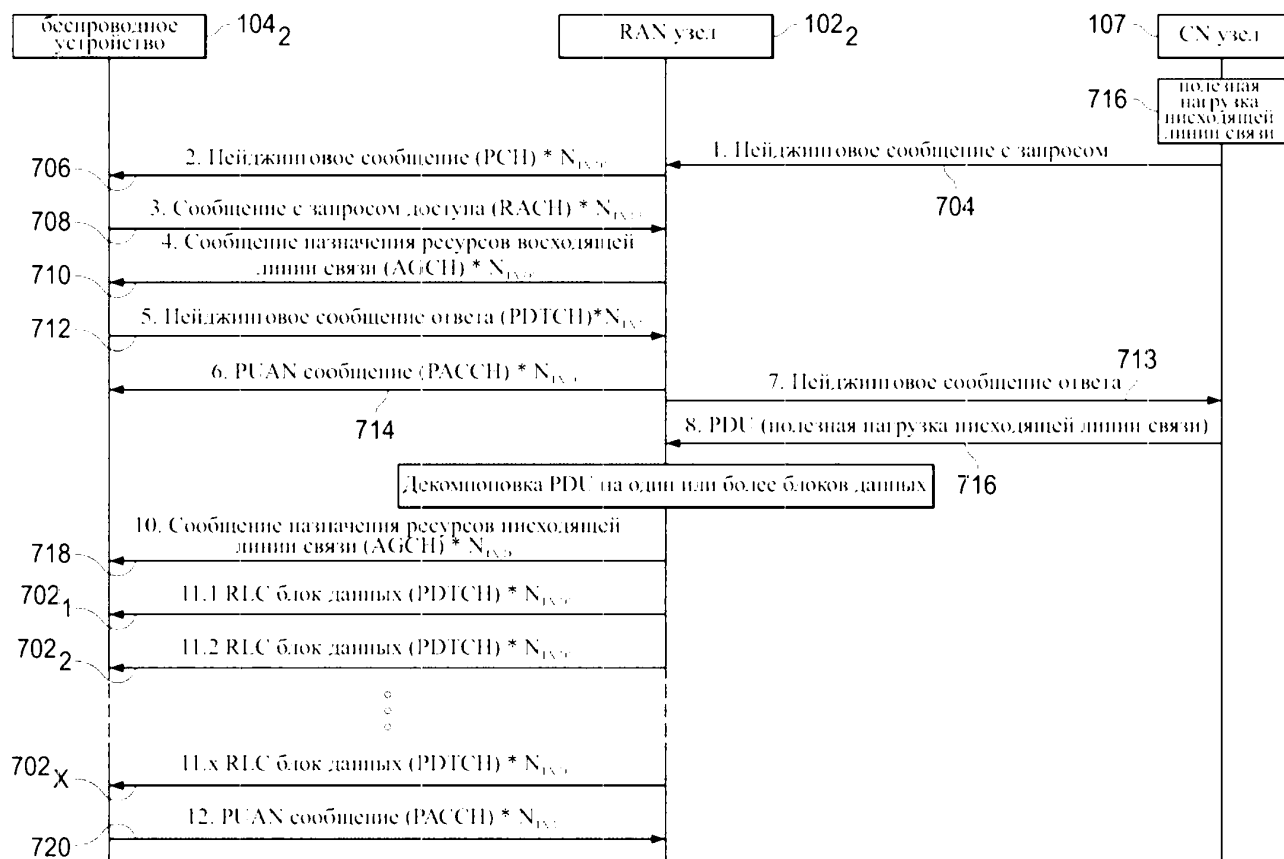 беспроводное
устройство
104 2
RAN узел
102 2
107
CN узел
716
полезная
нагрузка
нисходящей
линии связи
1. Пейджинговое сообщение с запросом
704
2. Пейджинговое сообщение (PCH) * N
706
3. Сообщение с запросом доступа (RACH) * N
708
4. Сообщение назначения ресурсов восходящей
линии связи (AGCH) * N
710
5. Пейджинговое сообщение ответа (PDTCH)*N
712
6. PUAN сообщение (PACCH) * N
714
7. Пейджинговое сообщение ответа
713
8. PDU (полезная нагрузка нисходящей линии связи)
716
Декомпоновка PDU на один или более блоков данных
10. Сообщение назначения ресурсов нисходящей
линии связи (AGCH) * N
718
11.1 RLC блок данных (PDTCH) * N
702 1
11.2 RLC блок данных (PDTCH) * N
702 2
11.x RLC блок данных (PDTCH) * N
702 X
12. PUAN сообщение (PACCH) * N
720